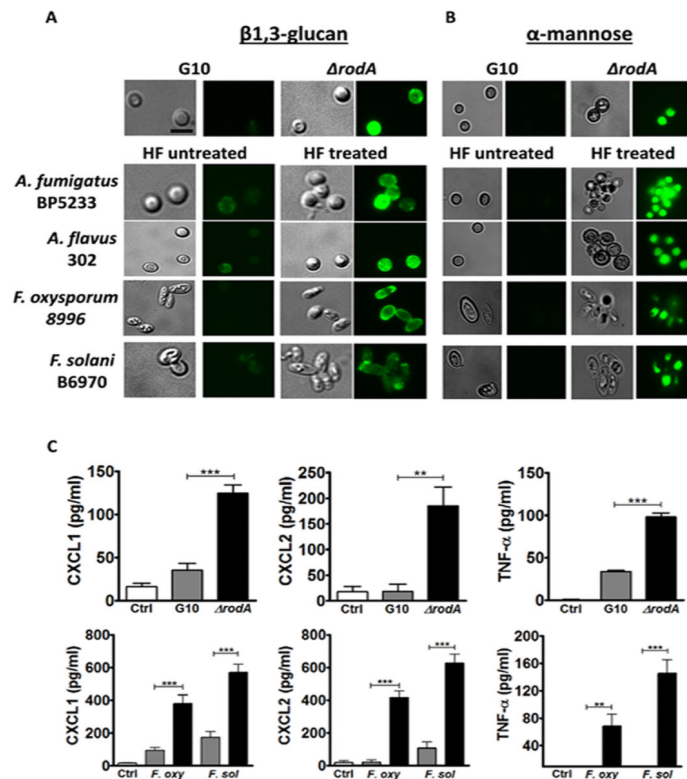 A
B
β1,3-glucan
α-mannose
G10
ΔrodA
G10
ΔrodA
HF untreated
HF treated
HF untreated
HF treated
A. fumigatus
BP5233
A. flavus
302
F. oxysporum
8996
F. solani
B6970
C
CXCL1 (pg/ml)
150
100
50
0
***
Ctrl
G10
ΔrodA
CXCL2 (pg/ml)
250
200
150
100
50
0
**
Ctrl
G10
ΔrodA
TNF-α (pg/ml)
150
100
50
0
***
Ctrl
G10
ΔrodA
CXCL1 (pg/ml)
800
600
400
200
0
***
***
Ctrl
F. oxy
F. sol
CXCL2 (pg/ml)
800
600
400
200
0
***
***
Ctrl
F. oxy
F. sol
TNF-α (pg/ml)
200
150
100
50
0
**
***
Ctrl
F. oxy
F. sol